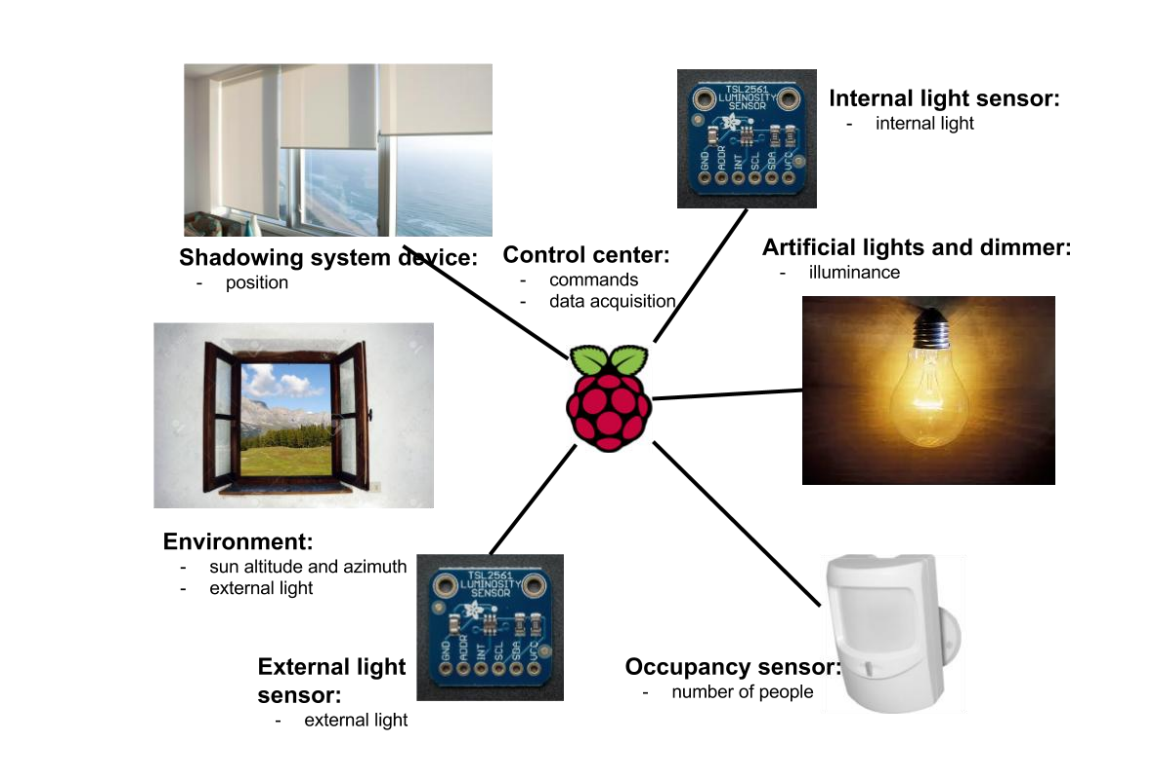 TSL2561
LUMINOSITY
SENSOR
GND
ADDR
INT
SCL
SDA
VCC
Internal light sensor:
- internal light
Shadowing system device:
- position
Control center:
- commands
- data acquisition
Artificial lights and dimmer:
- illuminance
Environment:
- sun altitude and azimuth
- external light
TSL2561
LUMINOSITY
SENSOR
GND
ADDR
INT
SCL
SDA
VCC
External light
sensor:
- external light
Occupancy sensor:
- number of people